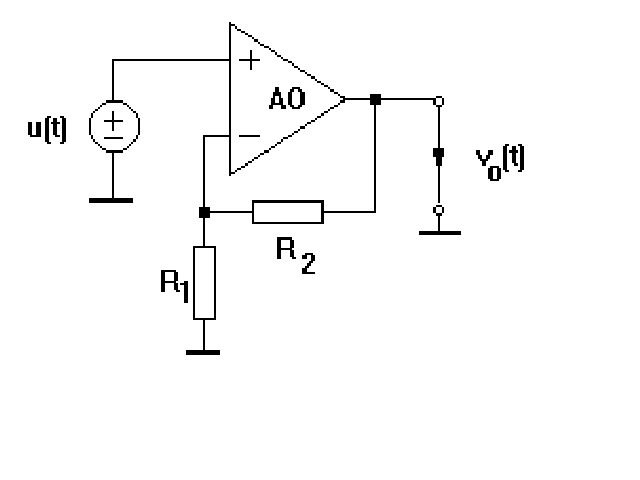 +
AO
u(t)
±
−
v₀(t)
R₂
R₁